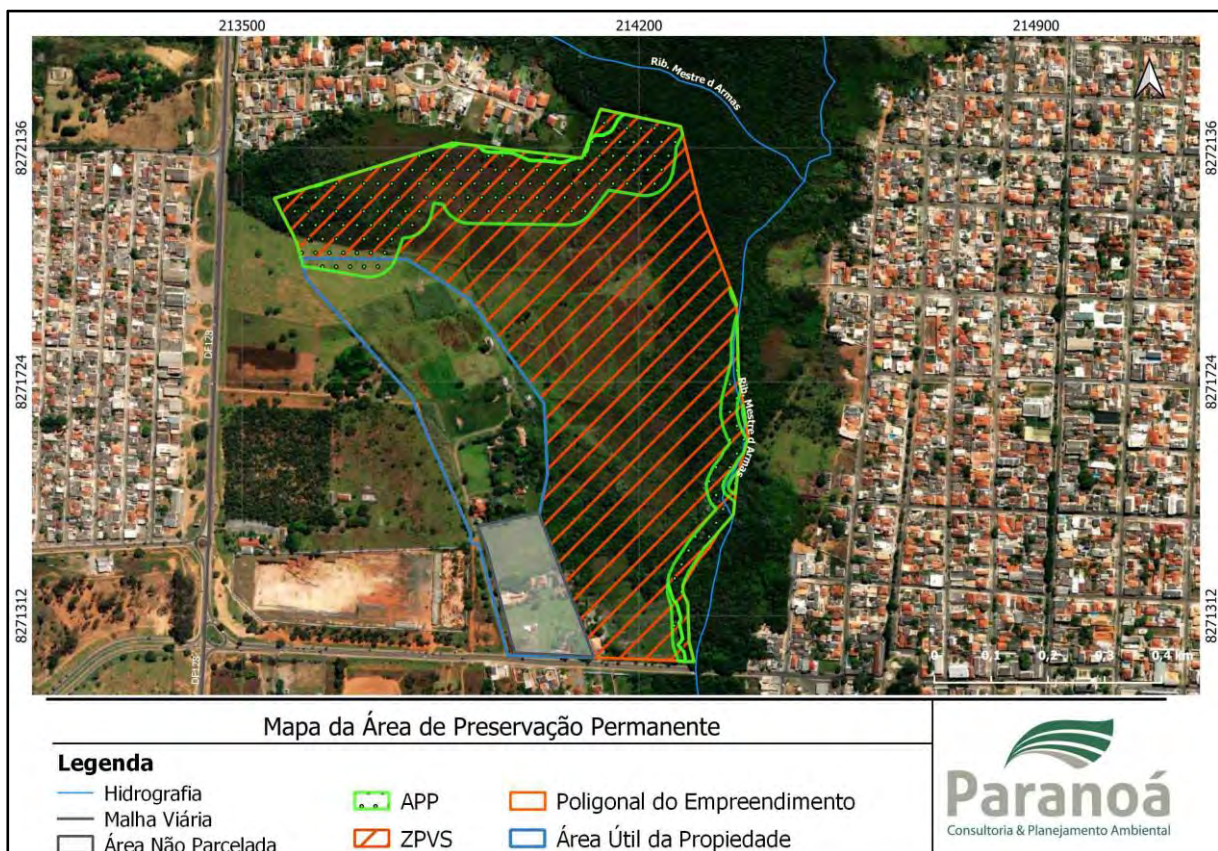 213500 214200 214900
Rib. Mestre d Armas
8272136 8272136
DF128
8271724 8271724
Rib. Mestre d Armas
8271312 8271312
DF128
0 0,1 0,2 0,3 0,4 km
Mapa da Área de Preservação Permanente
Legenda
Hidrografia
Malha Viária
Área Não Parcelada
APP
ZPVS
Poligonal do Empreendimento
Área Útil da Propiedade
Paranoá
Consultoria & Planejamento Ambiental